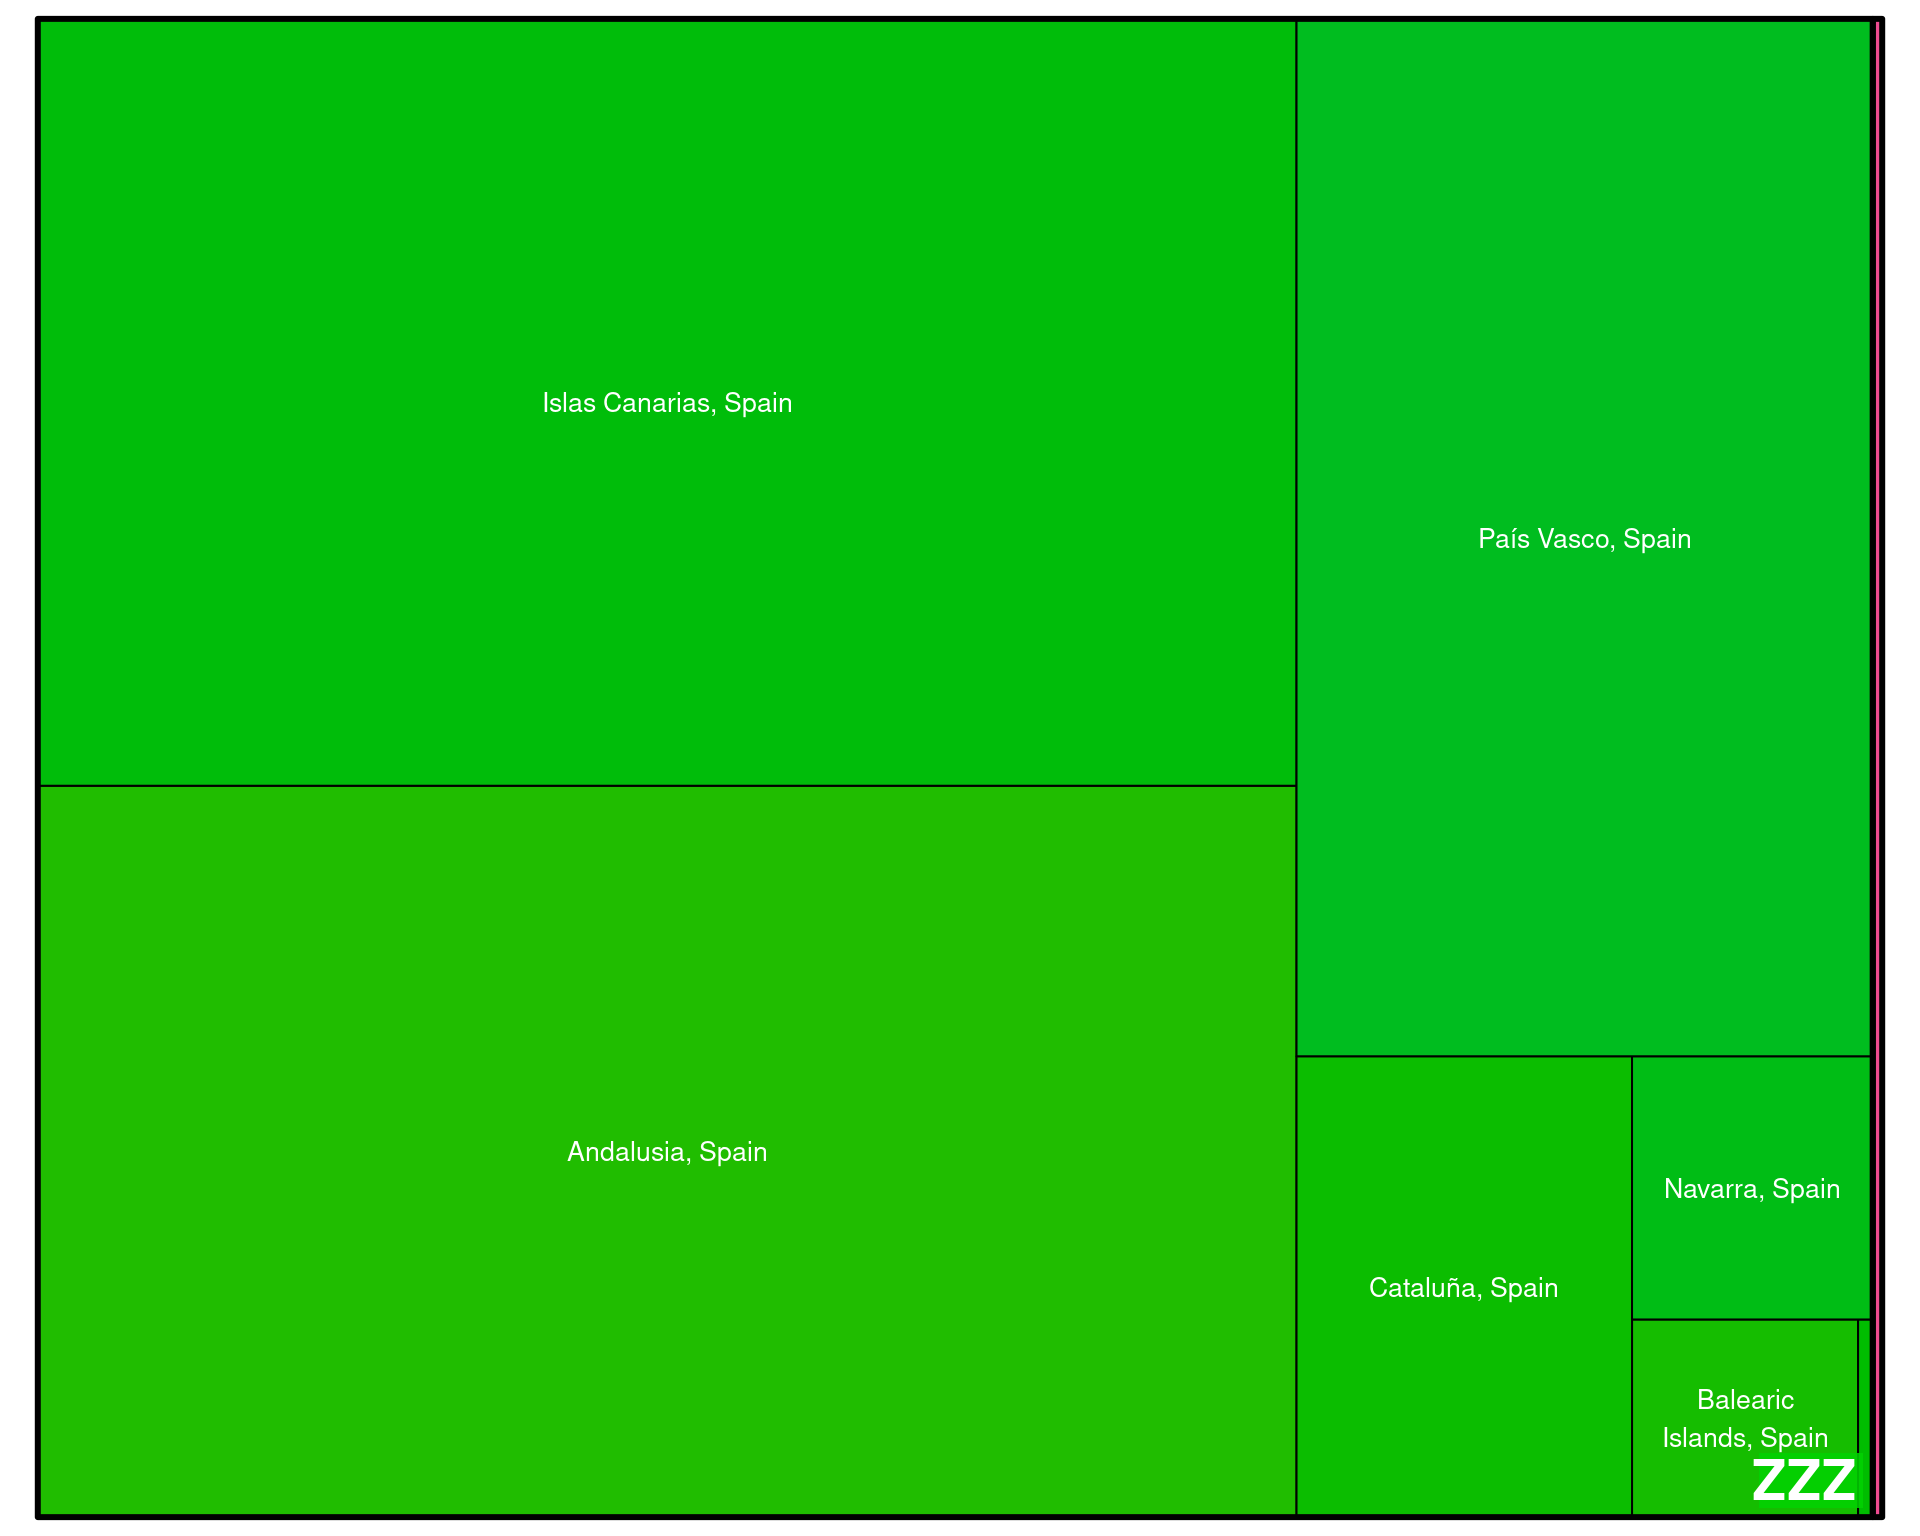 Islas Canarias, Spain
País Vasco, Spain
Andalusia, Spain
Navarra, Spain
Cataluña, Spain
Balearic
Islands, Spain
ZZZ